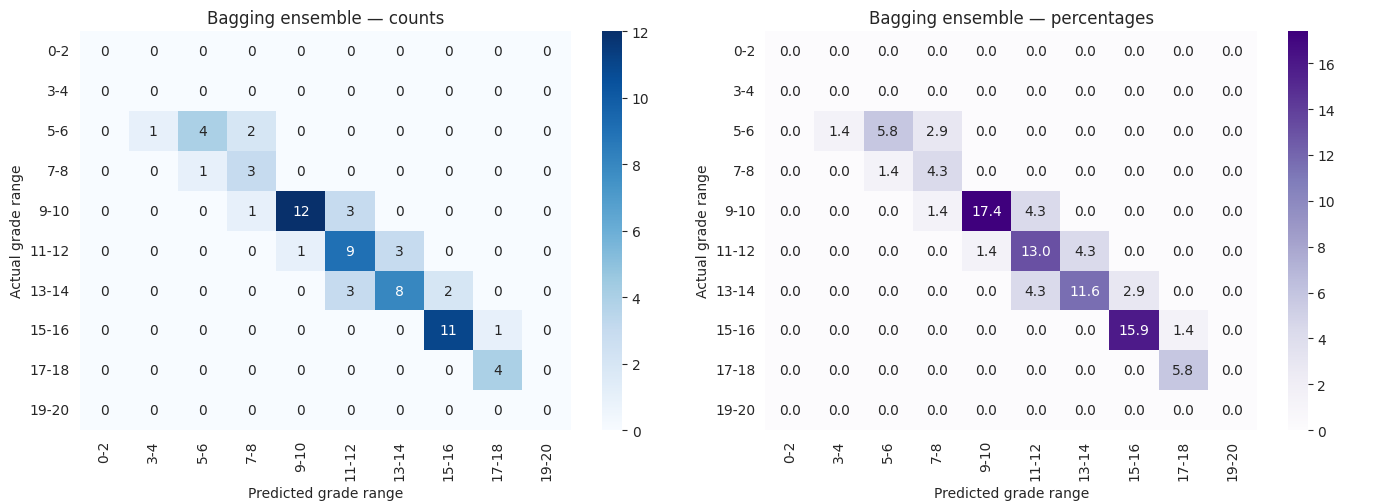 Bagging ensemble — counts
Actual grade range
0-2 0 0 0 0 0 0 0 0 0 0
3-4 0 0 0 0 0 0 0 0 0 0
5-6 0 1 4 2 0 0 0 0 0 0
7-8 0 0 1 3 0 0 0 0 0 0
9-10 0 0 0 1 12 3 0 0 0 0
11-12 0 0 0 0 1 9 3 0 0 0
13-14 0 0 0 0 0 3 8 2 0 0
15-16 0 0 0 0 0 0 0 11 1 0
17-18 0 0 0 0 0 0 0 0 4 0
19-20 0 0 0 0 0 0 0 0 0 0
0-2 3-4 5-6 7-8 9-10 11-12 13-14 15-16 17-18 19-20
Predicted grade range
12
10
8
6
4
2
0
Bagging ensemble — percentages
Actual grade range
0-2 0.0 0.0 0.0 0.0 0.0 0.0 0.0 0.0 0.0 0.0
3-4 0.0 0.0 0.0 0.0 0.0 0.0 0.0 0.0 0.0 0.0
5-6 0.0 1.4 5.8 2.9 0.0 0.0 0.0 0.0 0.0 0.0
7-8 0.0 0.0 1.4 4.3 0.0 0.0 0.0 0.0 0.0 0.0
9-10 0.0 0.0 0.0 1.4 17.4 4.3 0.0 0.0 0.0 0.0
11-12 0.0 0.0 0.0 0.0 1.4 13.0 4.3 0.0 0.0 0.0
13-14 0.0 0.0 0.0 0.0 0.0 4.3 11.6 2.9 0.0 0.0
15-16 0.0 0.0 0.0 0.0 0.0 0.0 0.0 15.9 1.4 0.0
17-18 0.0 0.0 0.0 0.0 0.0 0.0 0.0 0.0 5.8 0.0
19-20 0.0 0.0 0.0 0.0 0.0 0.0 0.0 0.0 0.0 0.0
0-2 3-4 5-6 7-8 9-10 11-12 13-14 15-16 17-18 19-20
Predicted grade range
16
14
12
10
8
6
4
2
0